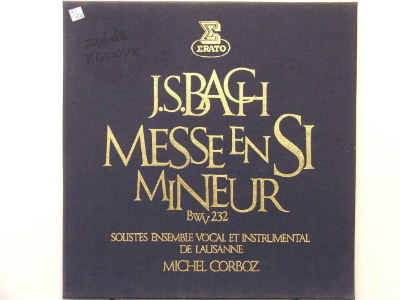 ERATO
J.S.BACH
MESSE EN SI
MINEUR
BWV 232
SOLISTES ENSEMBLE VOCAL ET INSTRUMENTAL
DE LAUSANNE
MICHEL CORBOZ